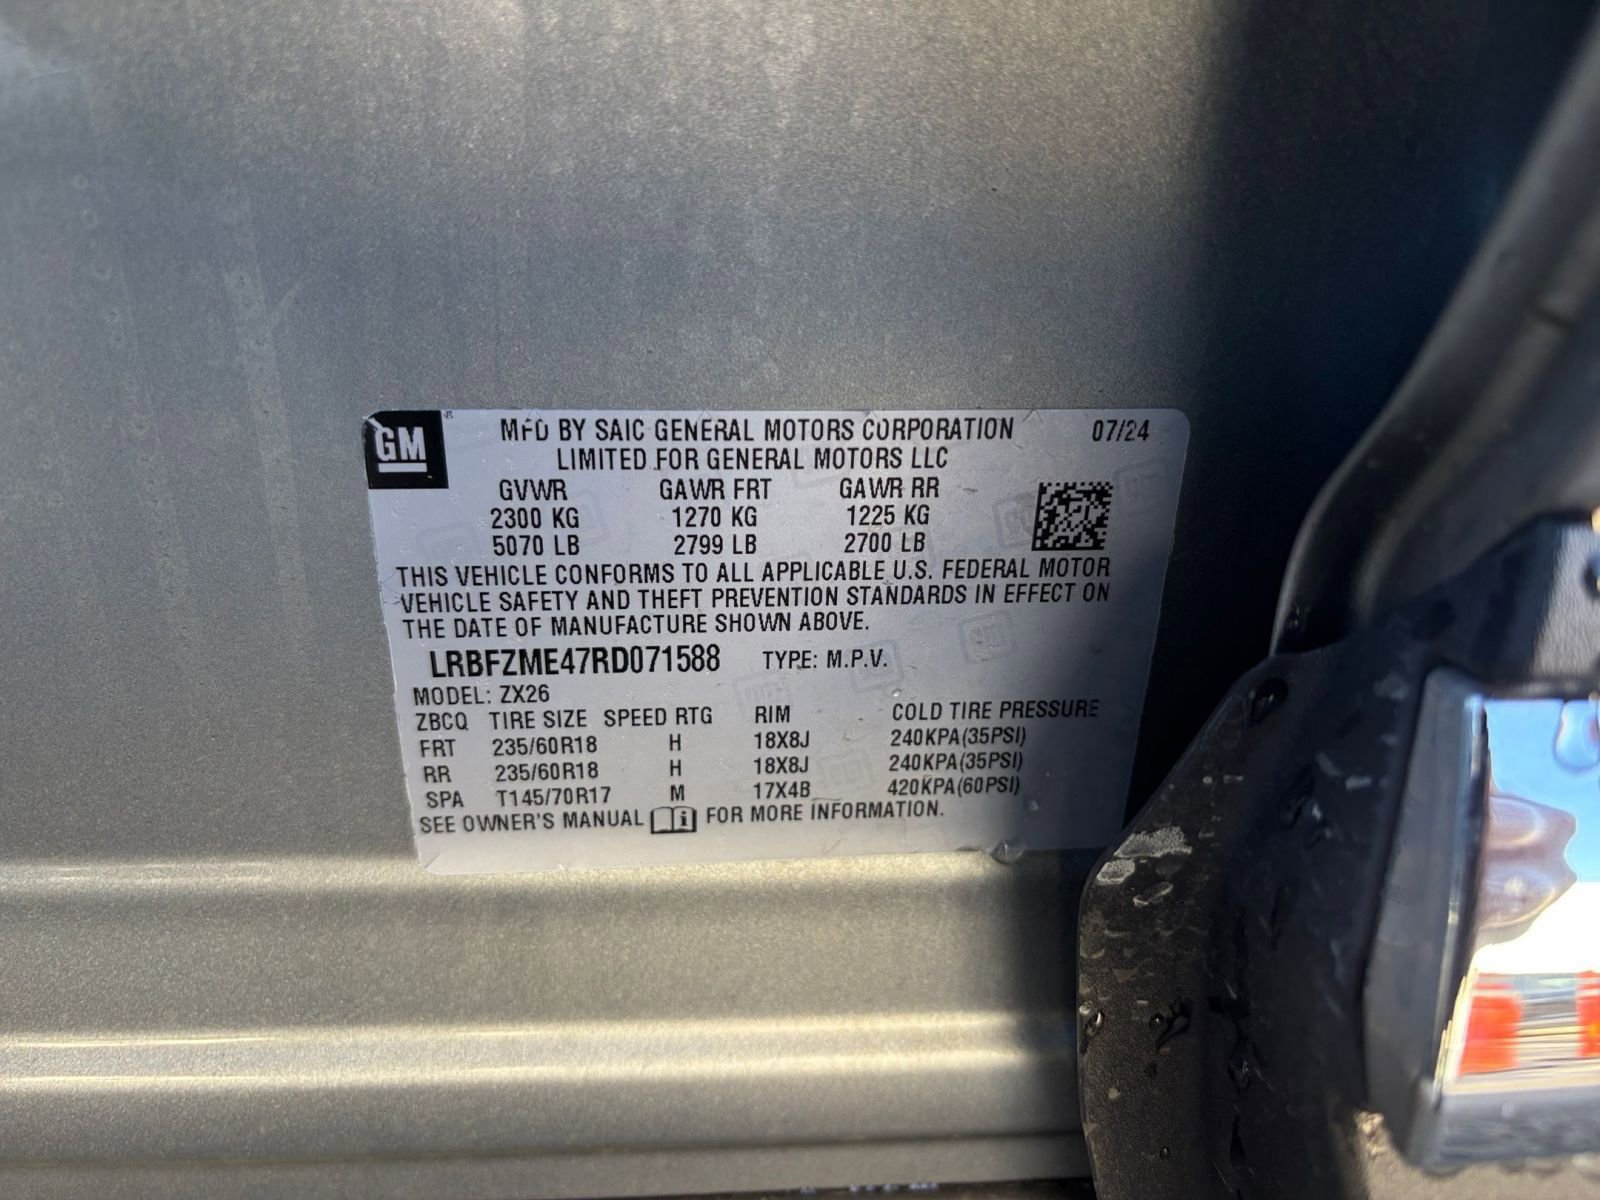 GM
MFD BY SAIC GENERAL MOTORS CORPORATION 07/24
LIMITED FOR GENERAL MOTORS LLC
GVWR GAWR FRT GAWR RR
2300 KG 1270 KG 1225 KG
5070 LB 2799 LB 2700 LB
THIS VEHICLE CONFORMS TO ALL APPLICABLE U.S. FEDERAL MOTOR
VEHICLE SAFETY AND THEFT PREVENTION STANDARDS IN EFFECT ON
THE DATE OF MANUFACTURE SHOWN ABOVE.
LRBFZME47RD071588 TYPE: M.P.V.
MODEL: ZX26
ZBCQ TIRE SIZE SPEED RTG RIM COLD TIRE PRESSURE
FRT 235/60R18 H 18X8J 240KPA(35PSI)
RR 235/60R18 H 18X8J 240KPA(35PSI)
SPA T145/70R17 M 17X4B 420KPA(60PSI)
SEE OWNER'S MANUAL FOR MORE INFORMATION.